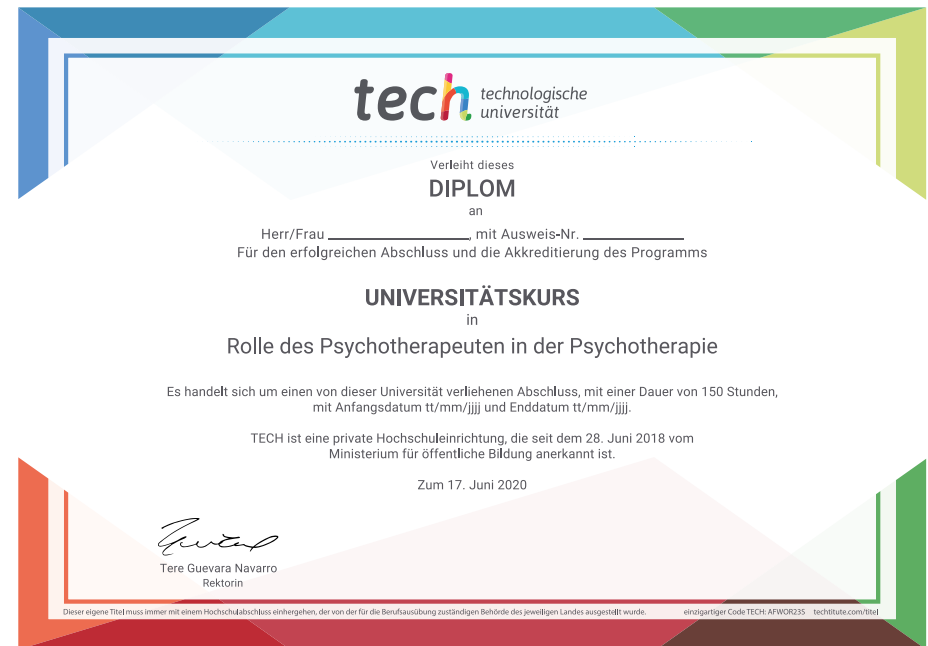 tech technologische
universität
Verleiht dieses
DIPLOM
an
Herr/Frau ____________, mit Ausweis-Nr. ____________
Für den erfolgreichen Abschluss und die Akkreditierung des Programms
UNIVERSITÄTSKURS
in
Rolle des Psychotherapeuten in der Psychotherapie
Es handelt sich um einen von dieser Universität verliehenen Abschluss, mit einer Dauer von 150 Stunden,
mit Anfangsdatum tt/mm/jjjj und Enddatum tt/mm/jjjj.
TECH ist eine private Hochschuleinrichtung, die seit dem 28. Juni 2018 vom
Ministerium für öffentliche Bildung anerkannt ist.
Zum 17. Juni 2020
Tere Guevara Navarro
Rektorin
Dieser eigene Titel muss immer mit einem Hochschulabschluss einhergehen, der von der für die Berufsausübung zuständigen Behörde des jeweiligen Landes ausgestellt wurde. einzigartiger Code TECH: AFWOR23S techtitute.com/titel